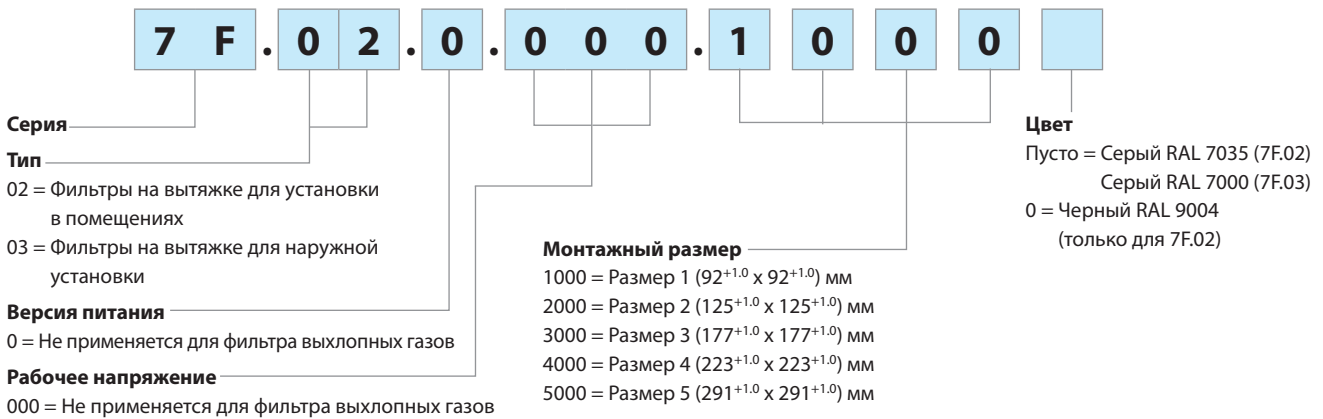 7 F . 0 2 . 0 . 0 0 0 . 1 0 0 0
Серия
Тип
02 = Фильтры на вытяжке для установки
в помещениях
03 = Фильтры на вытяжке для наружной
установки
Версия питания
0 = Не применяется для фильтра выхлопных газов
Рабочее напряжение
000 = Не применяется для фильтра выхлопных газов
Монтажный размер
1000 = Размер 1 (92+1.0 x 92+1.0) мм
2000 = Размер 2 (125+1.0 x 125+1.0) мм
3000 = Размер 3 (177+1.0 x 177+1.0) мм
4000 = Размер 4 (223+1.0 x 223+1.0) мм
5000 = Размер 5 (291+1.0 x 291+1.0) мм
Цвет
Пусто = Серый RAL 7035 (7F.02)
Серый RAL 7000 (7F.03)
0 = Черный RAL 9004
(только для 7F.02)